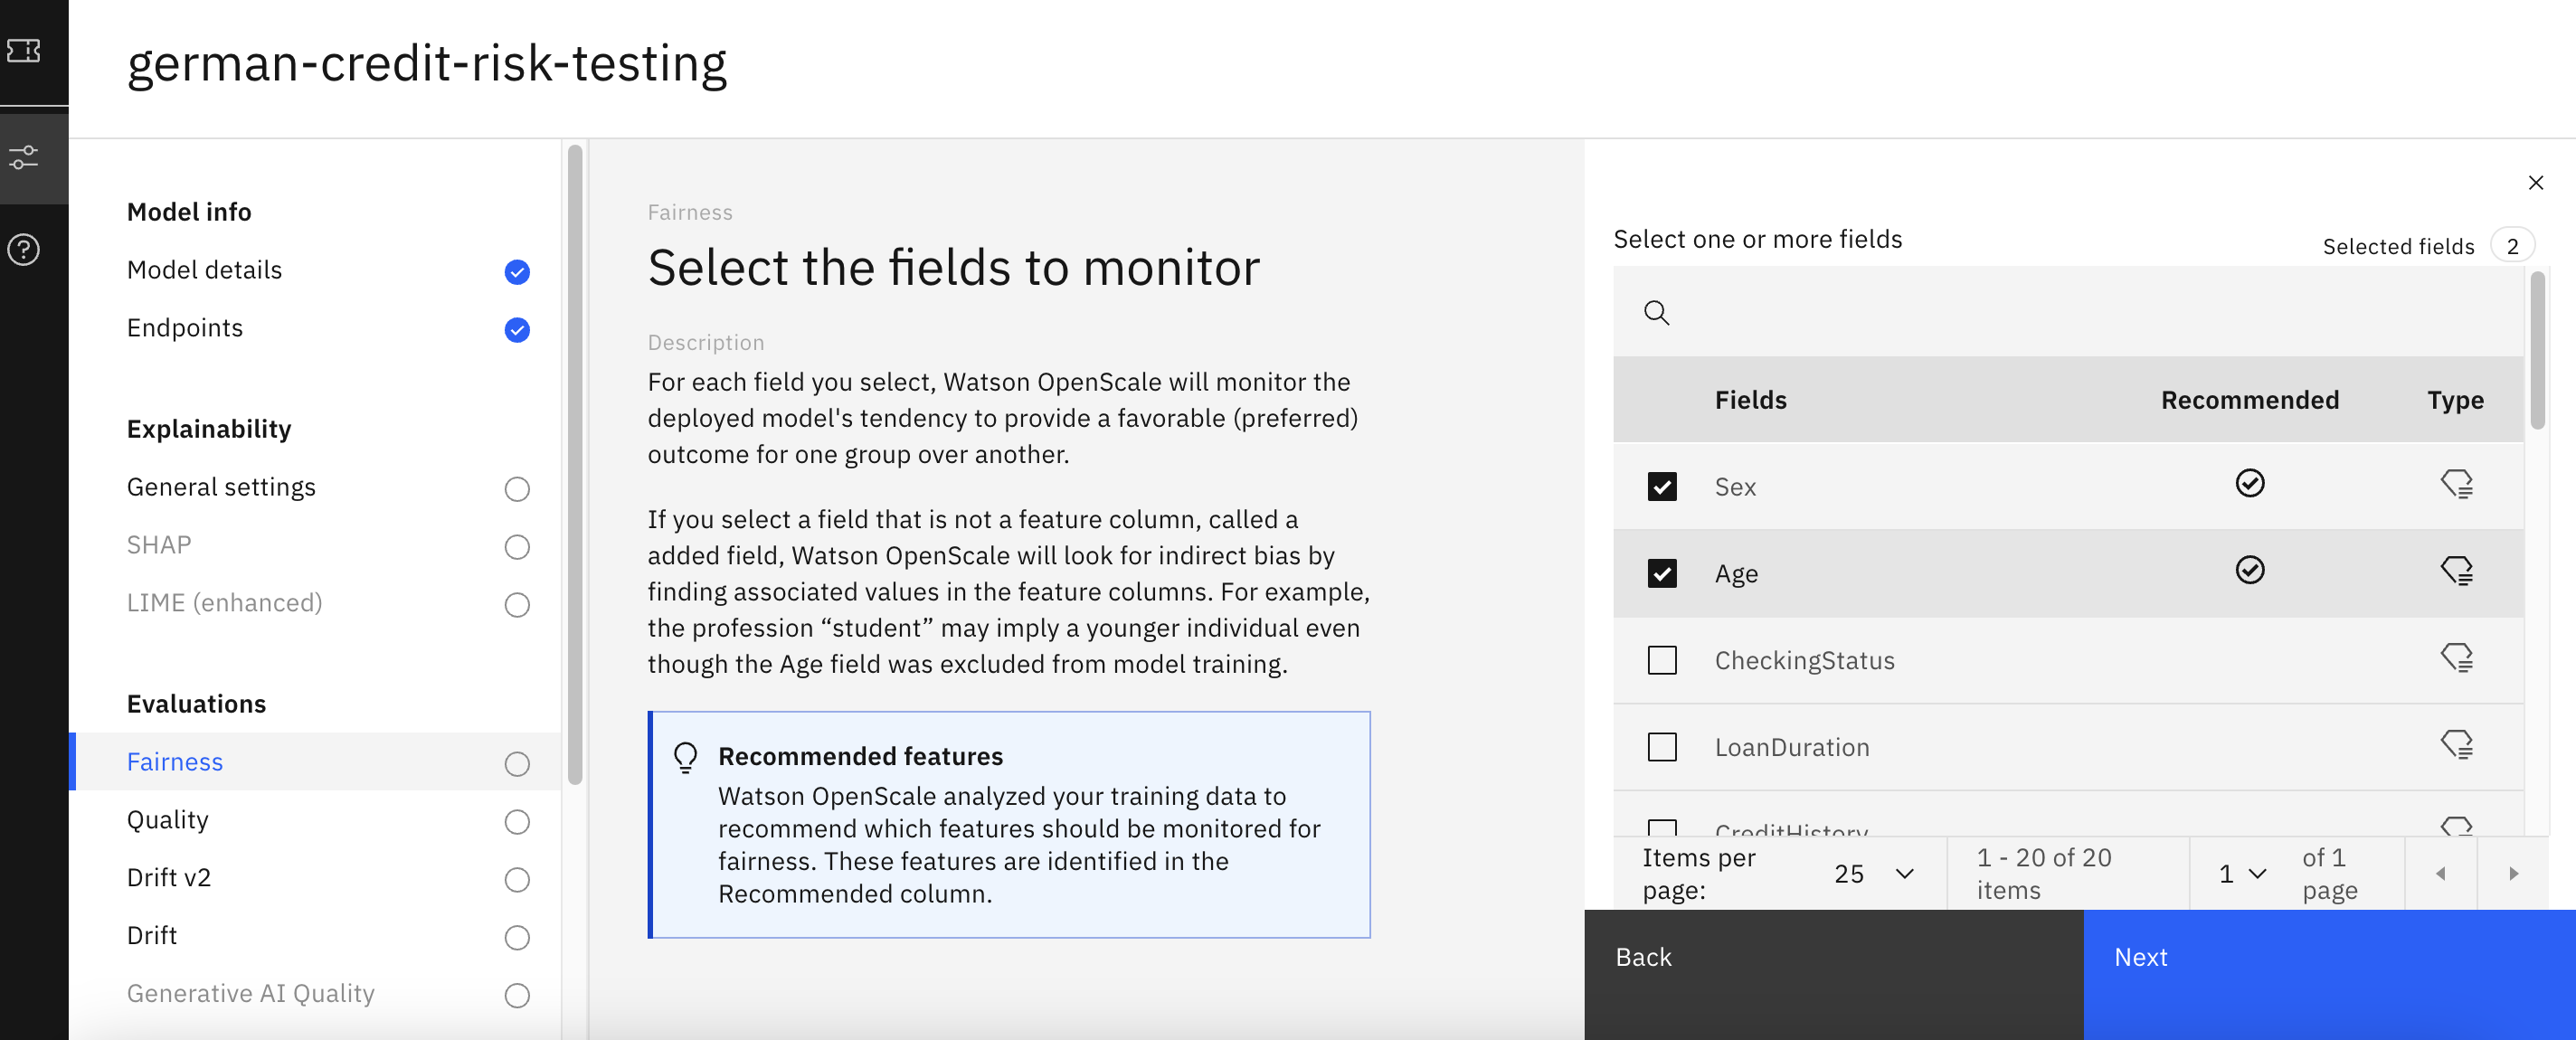 german-credit-risk-testing
Model info
Model details
Endpoints
Explainability
General settings
SHAP
LIME (enhanced)
Evaluations
Fairness
Quality
Drift v2
Drift
Generative AI Quality
Fairness
Select the fields to monitor
Description
For each field you select, Watson OpenScale will monitor the
deployed model's tendency to provide a favorable (preferred)
outcome for one group over another.
If you select a field that is not a feature column, called a
added field, Watson OpenScale will look for indirect bias by
finding associated values in the feature columns. For example,
the profession “student” may imply a younger individual even
though the Age field was excluded from model training.
Recommended features
Watson OpenScale analyzed your training data to
recommend which features should be monitored for
fairness. These features are identified in the
Recommended column.
Select one or more fields
Selected fields 2
Fields Recommended Type
Sex
Age
CheckingStatus
LoanDuration
CreditHistory
Items per
page:
25
1 - 20 of 20
items
1
of 1
page
Back
Next